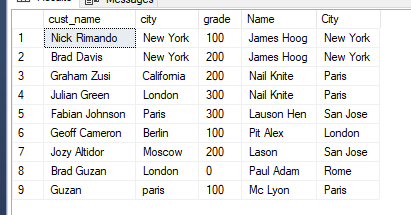 Messages
cust_name city grade Name City
1 Nick Rimando New York 100 James Hoog New York
2 Brad Davis New York 200 James Hoog New York
3 Graham Zusi California 200 Nail Knite Paris
4 Julian Green London 300 Nail Knite Paris
5 Fabian Johnson Paris 300 Lauson Hen San Jose
6 Geoff Cameron Berlin 100 Pit Alex London
7 Jozy Altidor Moscow 200 Lason San Jose
8 Brad Guzan London 0 Paul Adam Rome
9 Guzan paris 100 Mc Lyon Paris